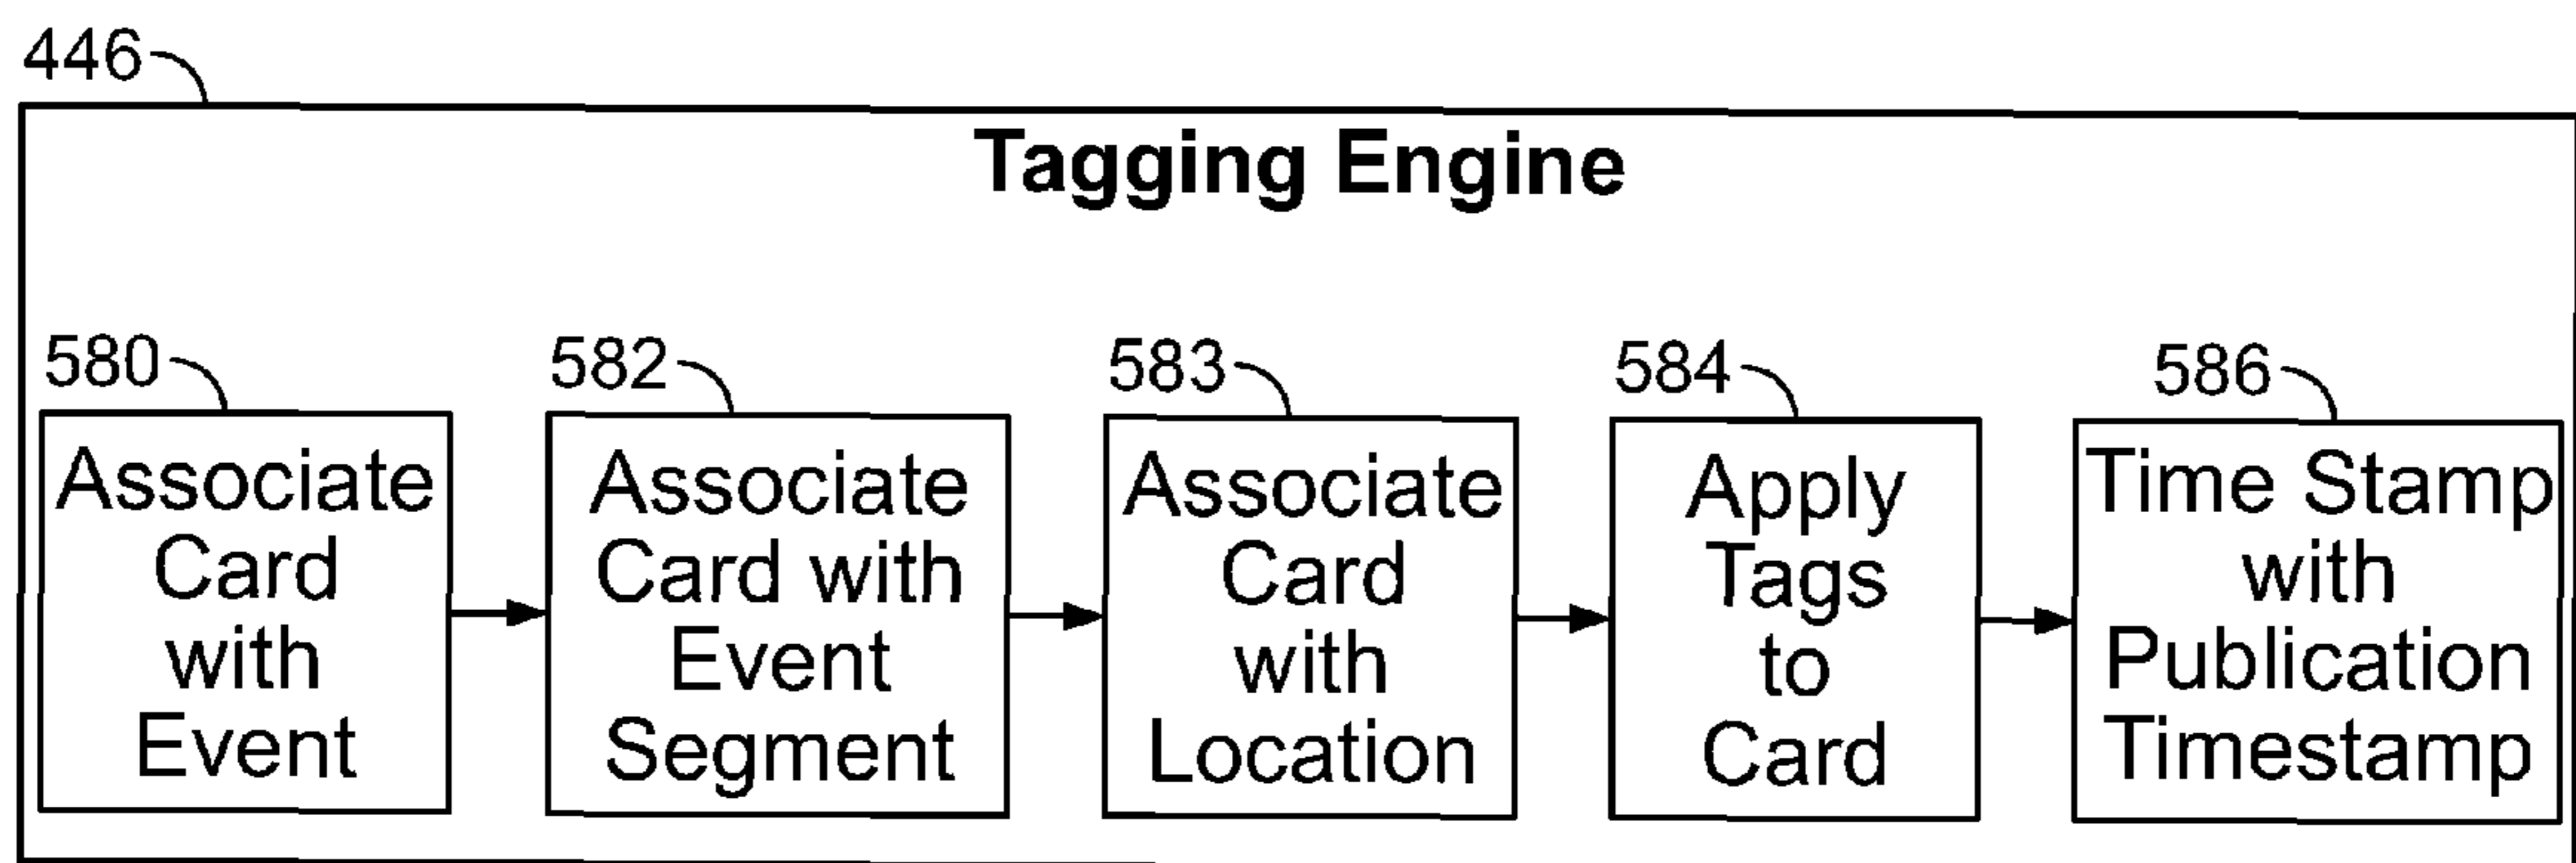 446
Tagging Engine
580
582
583
584
586
Associate
Card
with
Event
Associate
Card with
Event
Segment
Associate
Card
with
Location
Apply
Tags
to
Card
Time Stamp
with
Publication
Timestamp